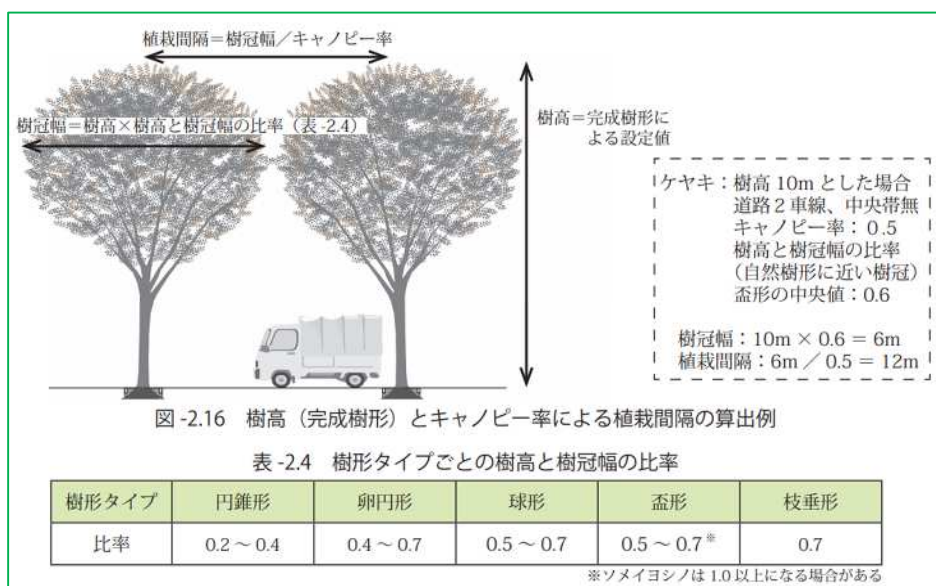 植栽間隔＝樹冠幅／キャノピー率
樹冠幅＝樹高×樹高と樹冠幅の比率（表-2.4）
樹高＝完成樹形に
よる設定値
ケヤキ：樹高10mとした場合
道路２車線、中央帯無
キャノピー率：0.5
樹高と樹冠幅の比率
（自然樹形に近い樹冠）
盃形の中央値：0.6
樹冠幅：10m × 0.6 = 6m
植栽間隔：6m ／ 0.5 = 12m
図-2.16　樹高（完成樹形）とキャノピー率による植栽間隔の算出例
表-2.4　樹形タイプごとの樹高と樹冠幅の比率
樹形タイプ　円錐形　卵円形　球形　盃形　枝垂形
比率　0.2～0.4　0.4～0.7　0.5～0.7　0.5～0.7※　0.7
※ソメイヨシノは1.0以上になる場合がある